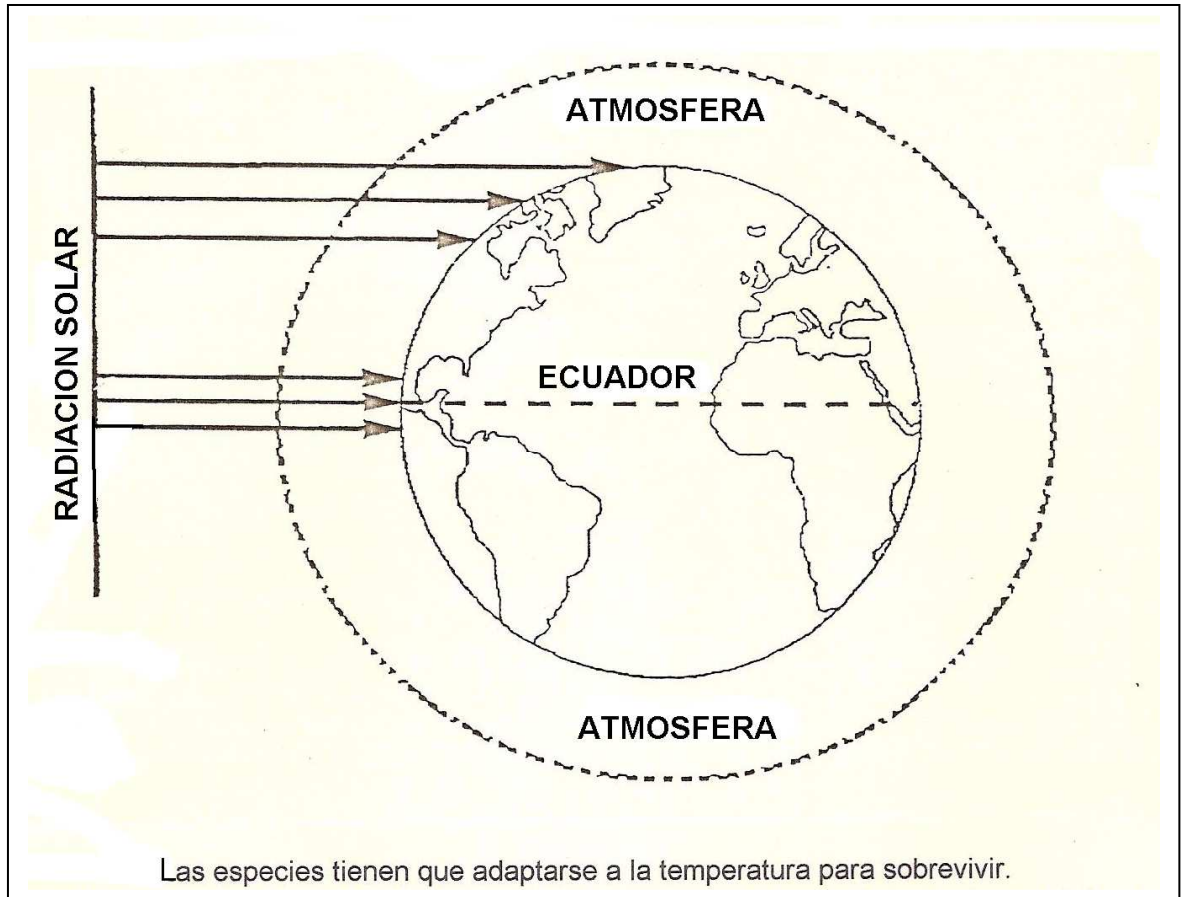 ATMOSFERA
RADIACION SOLAR
ECUADOR
ATMOSFERA
Las especies tienen que adaptarse a la temperatura para sobrevivir.